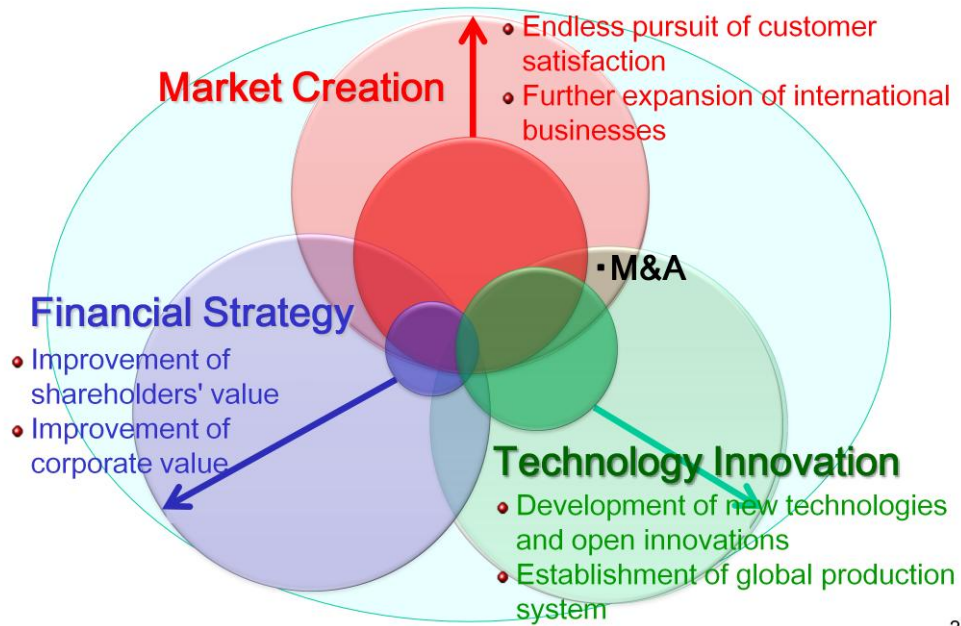 Market Creation
• Endless pursuit of customer
satisfaction
• Further expansion of international
businesses
・M&A
Financial Strategy
• Improvement of
shareholders' value
• Improvement of
corporate value
Technology Innovation
• Development of new technologies
and open innovations
• Establishment of global production
system